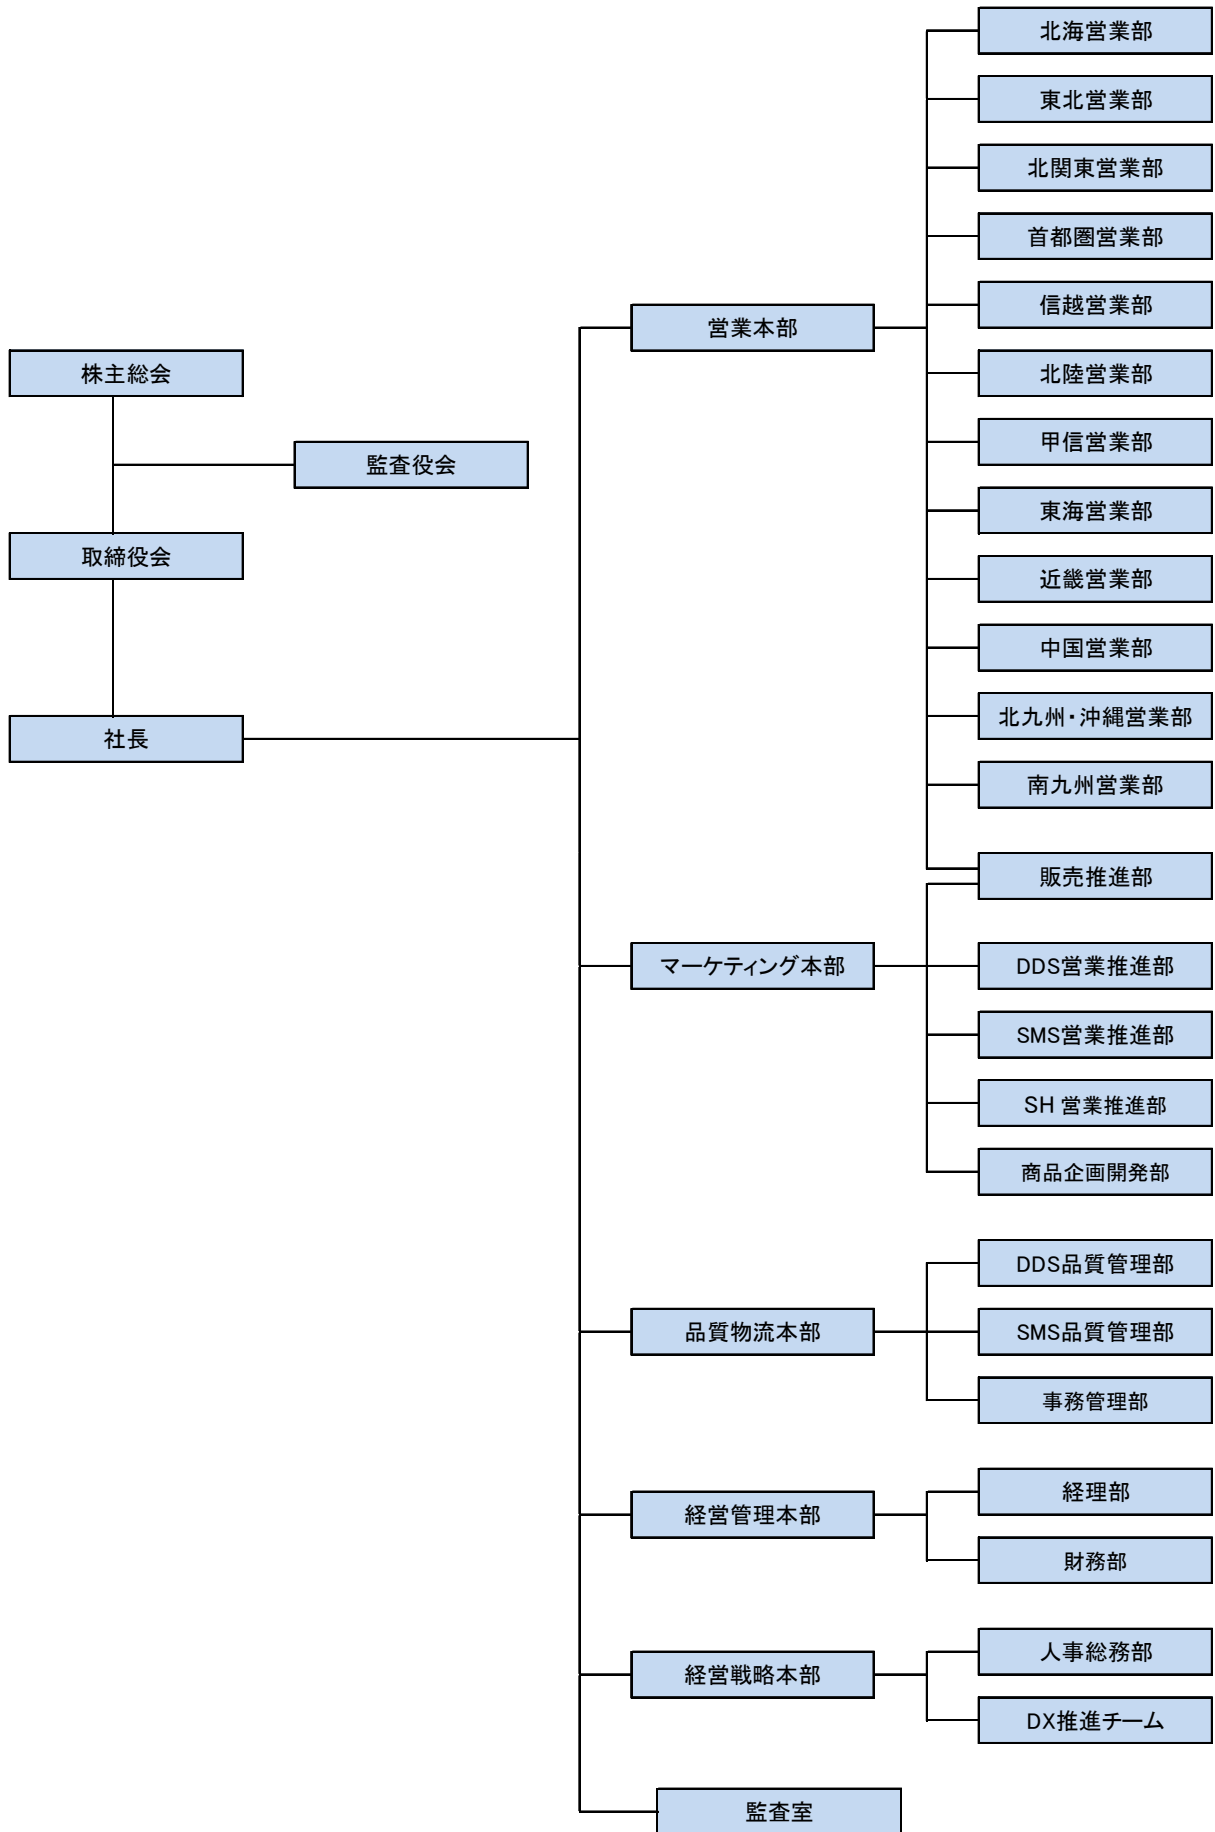 株主総会
監査役会
取締役会
社長
営業本部
北海営業部
東北営業部
北関東営業部
首都圏営業部
信越営業部
北陸営業部
甲信営業部
東海営業部
近畿営業部
中国営業部
北九州・沖縄営業部
南九州営業部
販売推進部
マーケティング本部
DDS営業推進部
SMS営業推進部
SH 営業推進部
商品企画開発部
品質物流本部
DDS品質管理部
SMS品質管理部
事務管理部
経営管理本部
経理部
財務部
経営戦略本部
人事総務部
DX推進チーム
監査室